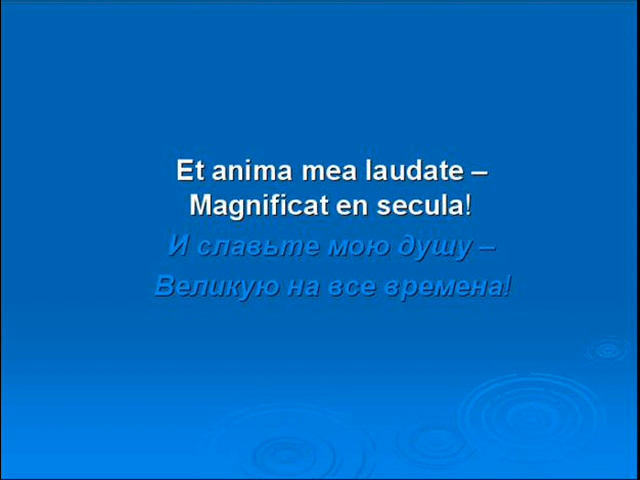 Et anima mea laudate –
Magnificat en secula!
И славьте мою душу –
Великую на все времена!